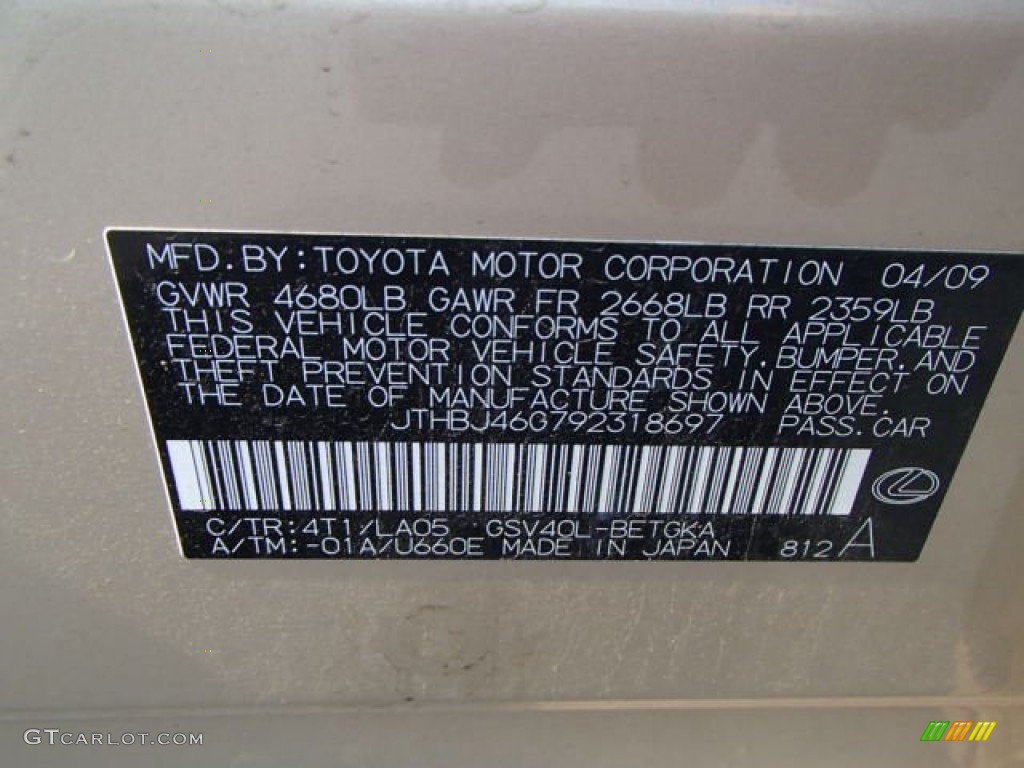 MFD.BY:TOYOTA MOTOR CORPORATION 04/09
GVWR 4680LB GAWR FR 2668LB RR 2359LB
THIS VEHICLE CONFORMS TO ALL APPLICABLE
FEDERAL MOTOR VEHICLE SAFETY,BUMPER,AND
THEFT PREVENTION STANDARDS IN EFFECT ON
THE DATE OF MANUFACTURE SHOWN ABOVE.
JTHBJ46G792318697 PASS.CAR
C/TR:4T1/LA05 GSV40L-BETGKA
A/TM:-01A/U660E MADE IN JAPAN 812 A
GTCARLOT.COM